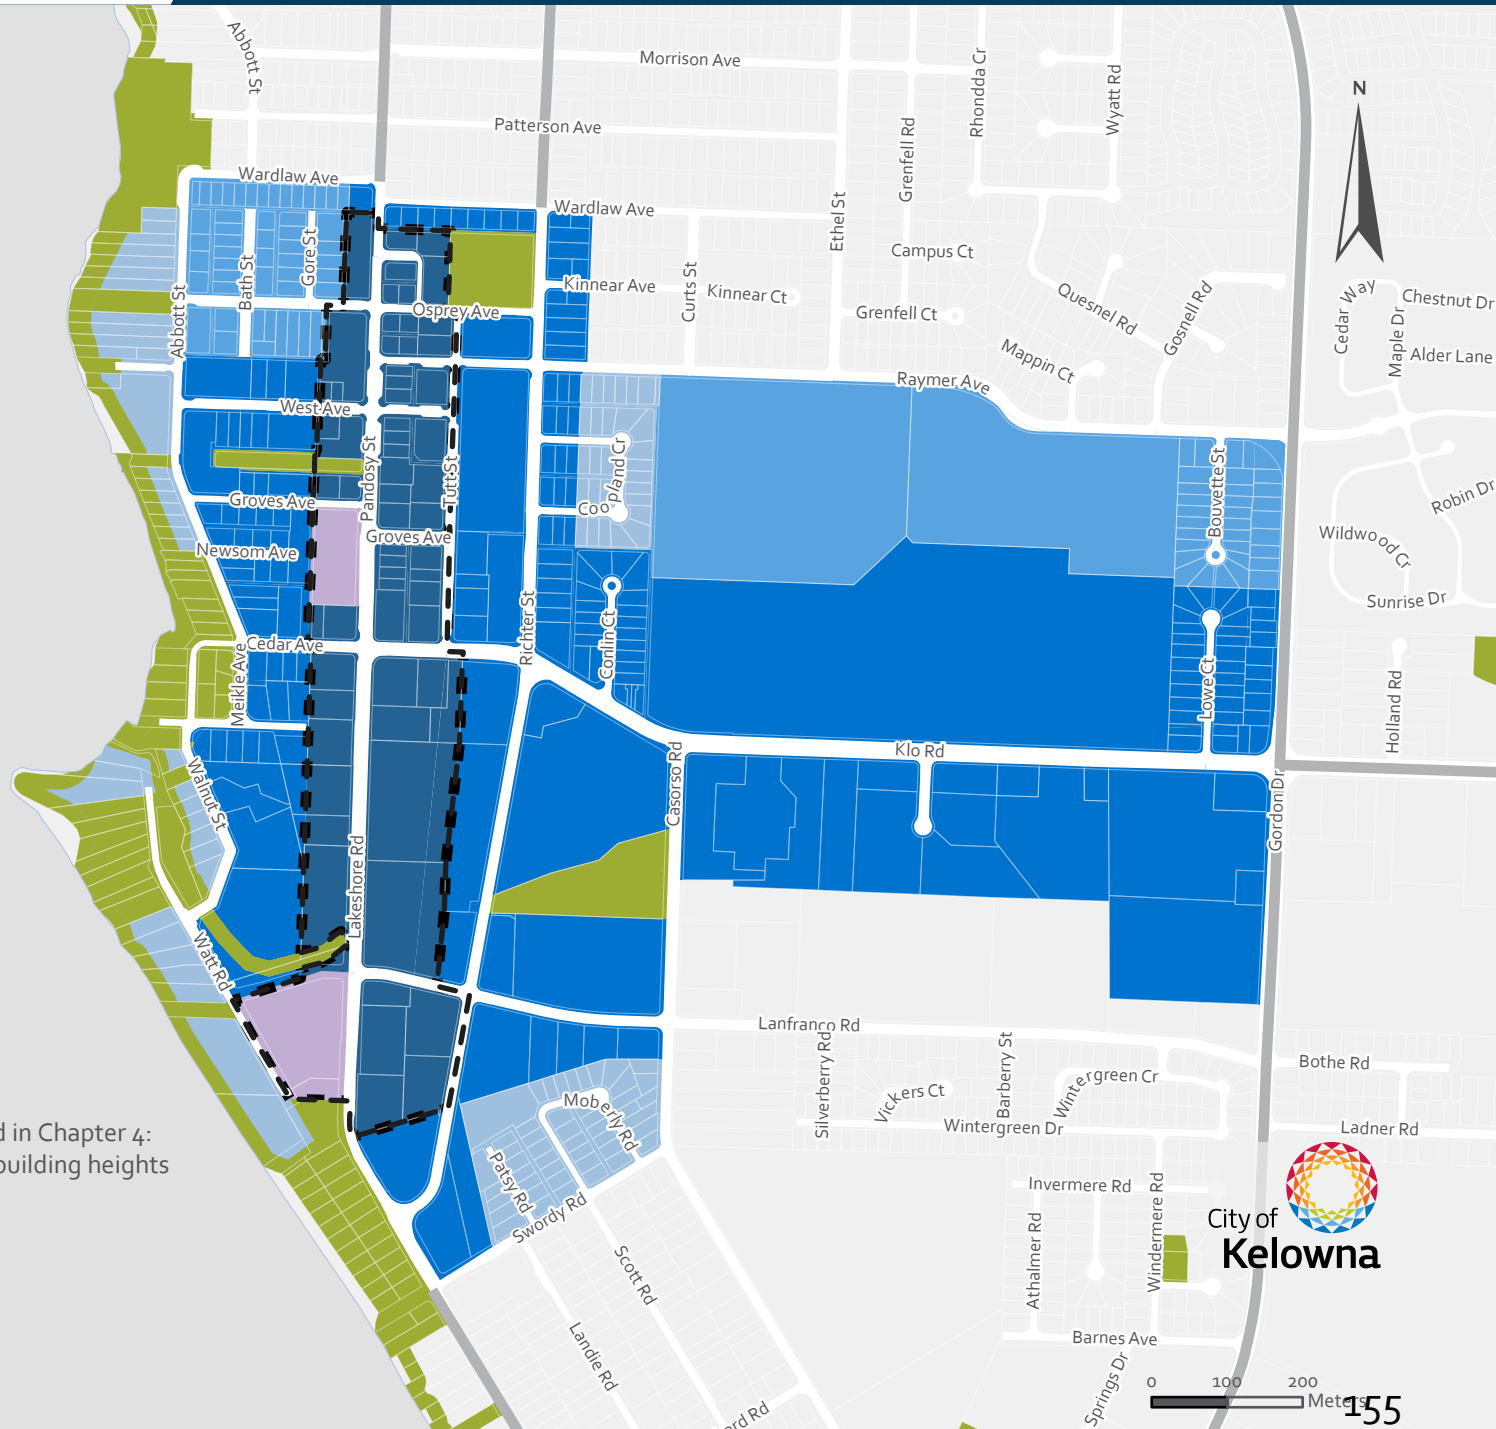 Abbott St
Morrison Ave
Rhondda Cr
Wyatt Rd
N
Patterson Ave
Grenfell Rd
Wardlaw Ave
Wardlaw Ave
Ethel St
Gore St
Bath St
Campus Ct
Kinnear Ave
Curts St
Kinnear Ct
Quesnel Rd
Gosnell Rd
Cedar Way
Chestnut Dr
Abbott St
Osprey Ave
Grenfell Ct
Maple Dr
Mappin Ct
Alder Lane
Raymer Ave
West Ave
Pandosy St
Tutt St
Coopland Cr
Bouvette St
Robin Dr
Groves Ave
Groves Ave
Newsom Ave
Wildwood Cr
Richter St
Conlin Ct
Sunrise Dr
Cedar Ave
Meikle Ave
Lowe Ct
Holland Rd
Klo Rd
Walnut St
Casorso Rd
Gordon Dr
Lakeshore Rd
Watt Rd
Lanfranco Rd
Silverberry Rd
Barberry St
Bothe Rd
Vickers Ct
Wintergreen Cr
Moberly Rd
Wintergreen Dr
Ladner Rd
d in Chapter 4:
building heights
Patsy Rd
Invermere Rd
Windermere Rd
Swordy Rd
City of
Kelowna
Athalmer Rd
Scott Rd
Landie Rd
Barnes Ave
Springs Dr
0 100 200
Meters
155
ord Rd